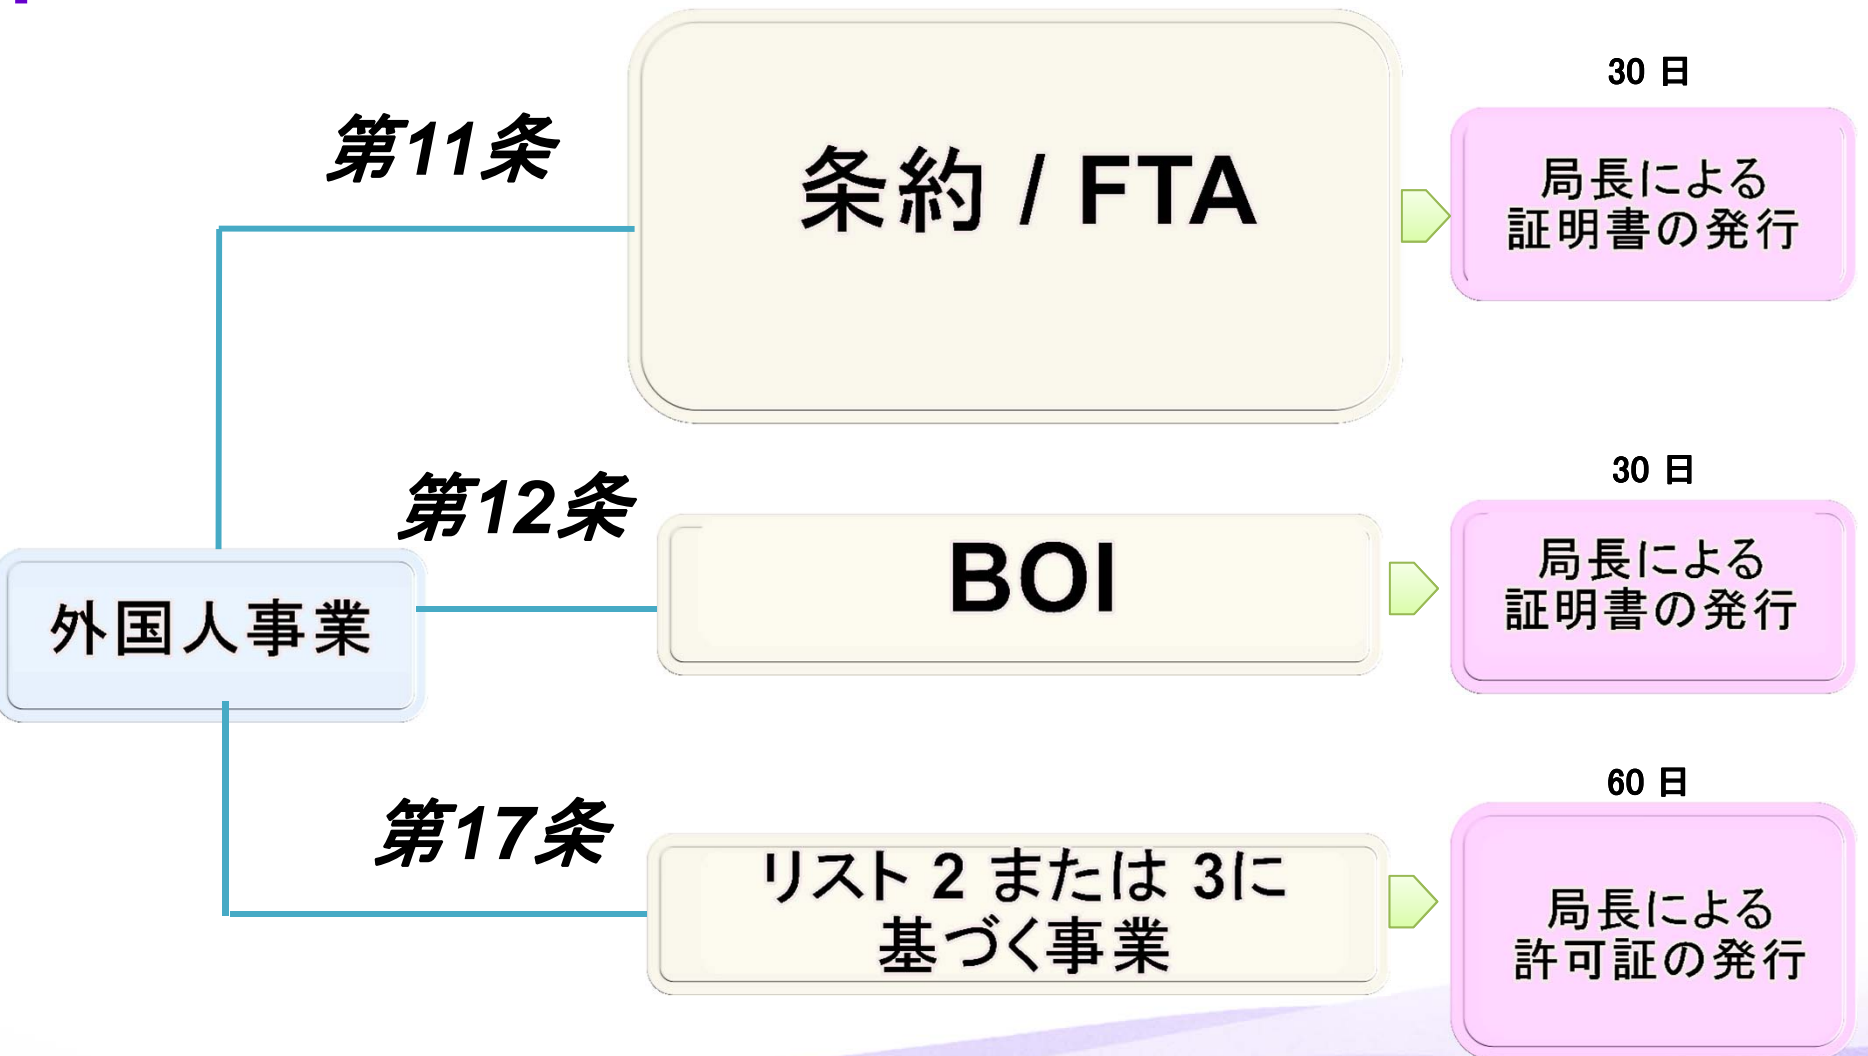 30 日
第11条
条約 / FTA
局長による
証明書の発行
30 日
第12条
BOI
局長による
証明書の発行
外国人事業
60 日
第17条
リスト 2 または 3に
基づく事業
局長による
許可証の発行